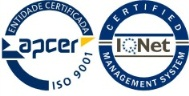 ENTIDADE CERTIFICADA
apcer
ISO 9001
CERTIFIED
IQNet
MANAGEMENT SYSTEM